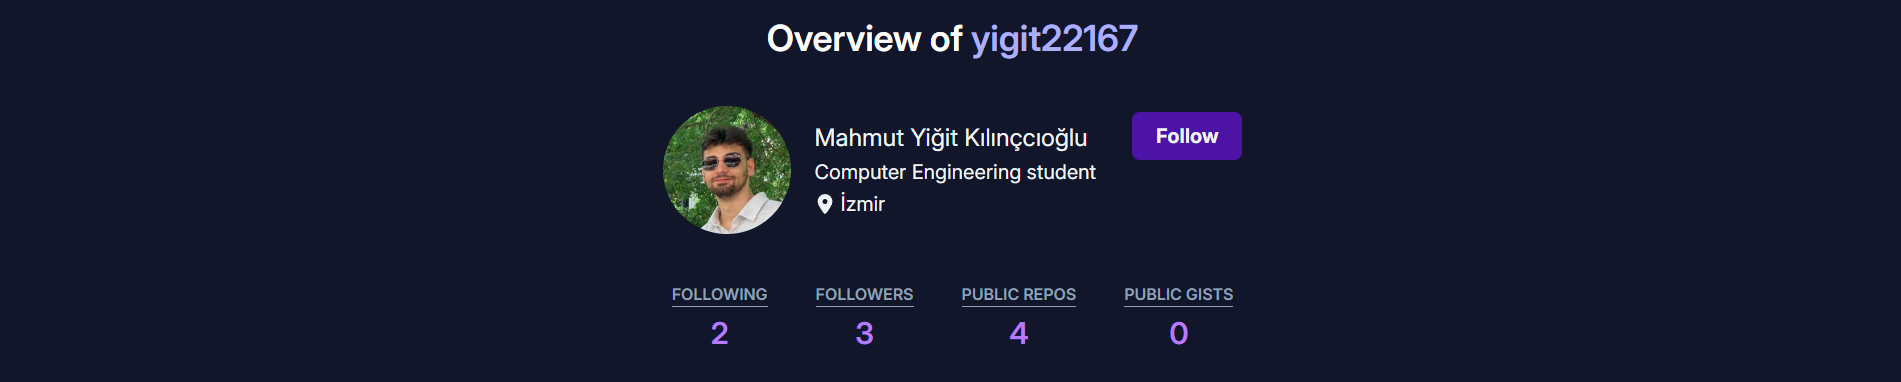 Overview of yigit22167
Mahmut Yiğit Kılınçcıoğlu
Follow
Computer Engineering student
İzmir
FOLLOWING
FOLLOWERS
PUBLIC REPOS
PUBLIC GISTS
2
3
4
0